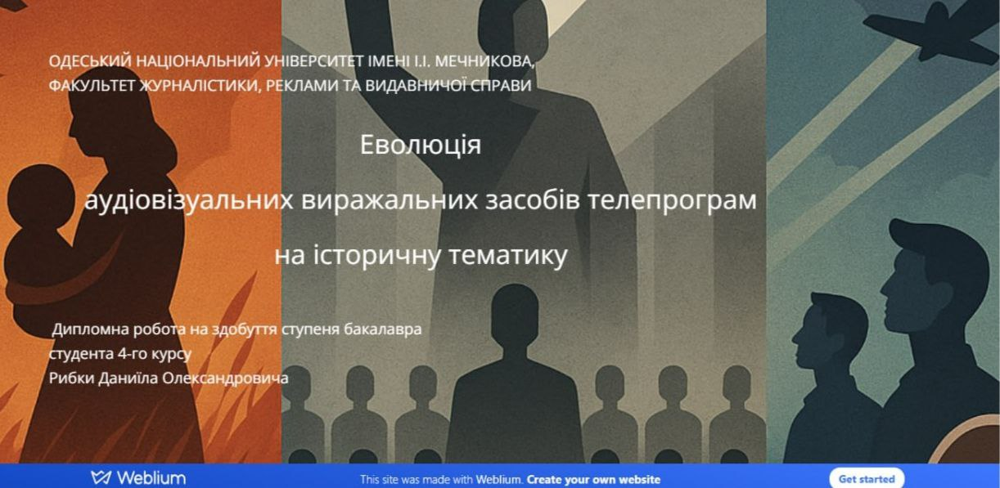 ОДЕСЬКИЙ НАЦІОНАЛЬНИЙ УНІВЕРСИТЕТ ІМЕНІ І.І. МЕЧНИКОВА,
ФАКУЛЬТЕТ ЖУРНАЛІСТИКИ, РЕКЛАМИ ТА ВИДАВНИЧОЇ СПРАВИ
Еволюція
аудіовізуальних виражальних засобів телепрограм
на історичну тематику
Дипломна робота на здобуття ступеня бакалавра
студента 4-го курсу
Рибки Даниїла Олександровича
Weblium This site was made with Weblium. Create your own website Get started